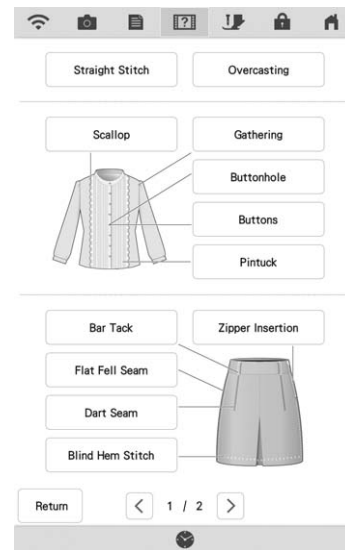 Straight Stitch
Overcasting
Scallop
Gathering
Buttonhole
Buttons
Pintuck
Bar Tack
Zipper Insertion
Flat Fell Seam
Dart Seam
Blind Hem Stitch
Return
1 / 2